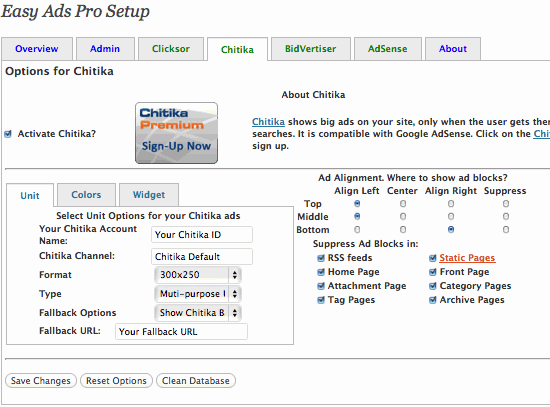 Easy Ads Pro Setup
Overview Admin Clicksor Chitika BidVertiser AdSense About
Options for Chitika
About Chitika
Chitika
Premium
Sign-Up Now
Activate Chitika?
Chitika shows big ads on your site, only when the user gets
searches. It is compatible with Google AdSense. Click on the
sign up.
Unit Colors Widget
Select Unit Options for your Chitika ads
Your Chitika Account
Name:
Your Chitika ID
Chitika Channel: Chitika Default
Format 300x250
Type Muti-purpose
Fallback Options Show Chitika B
Fallback URL: Your Fallback URL
Ad Alignment. Where to show ad blocks?
Align Left Center Align Right Suppress
Top
Middle
Bottom
Suppress Ad Blocks in:
RSS feeds Static Pages
Home Page Front Page
Attachment Page Category Pages
Tag Pages Archive Pages
Save Changes Reset Options Clean Database